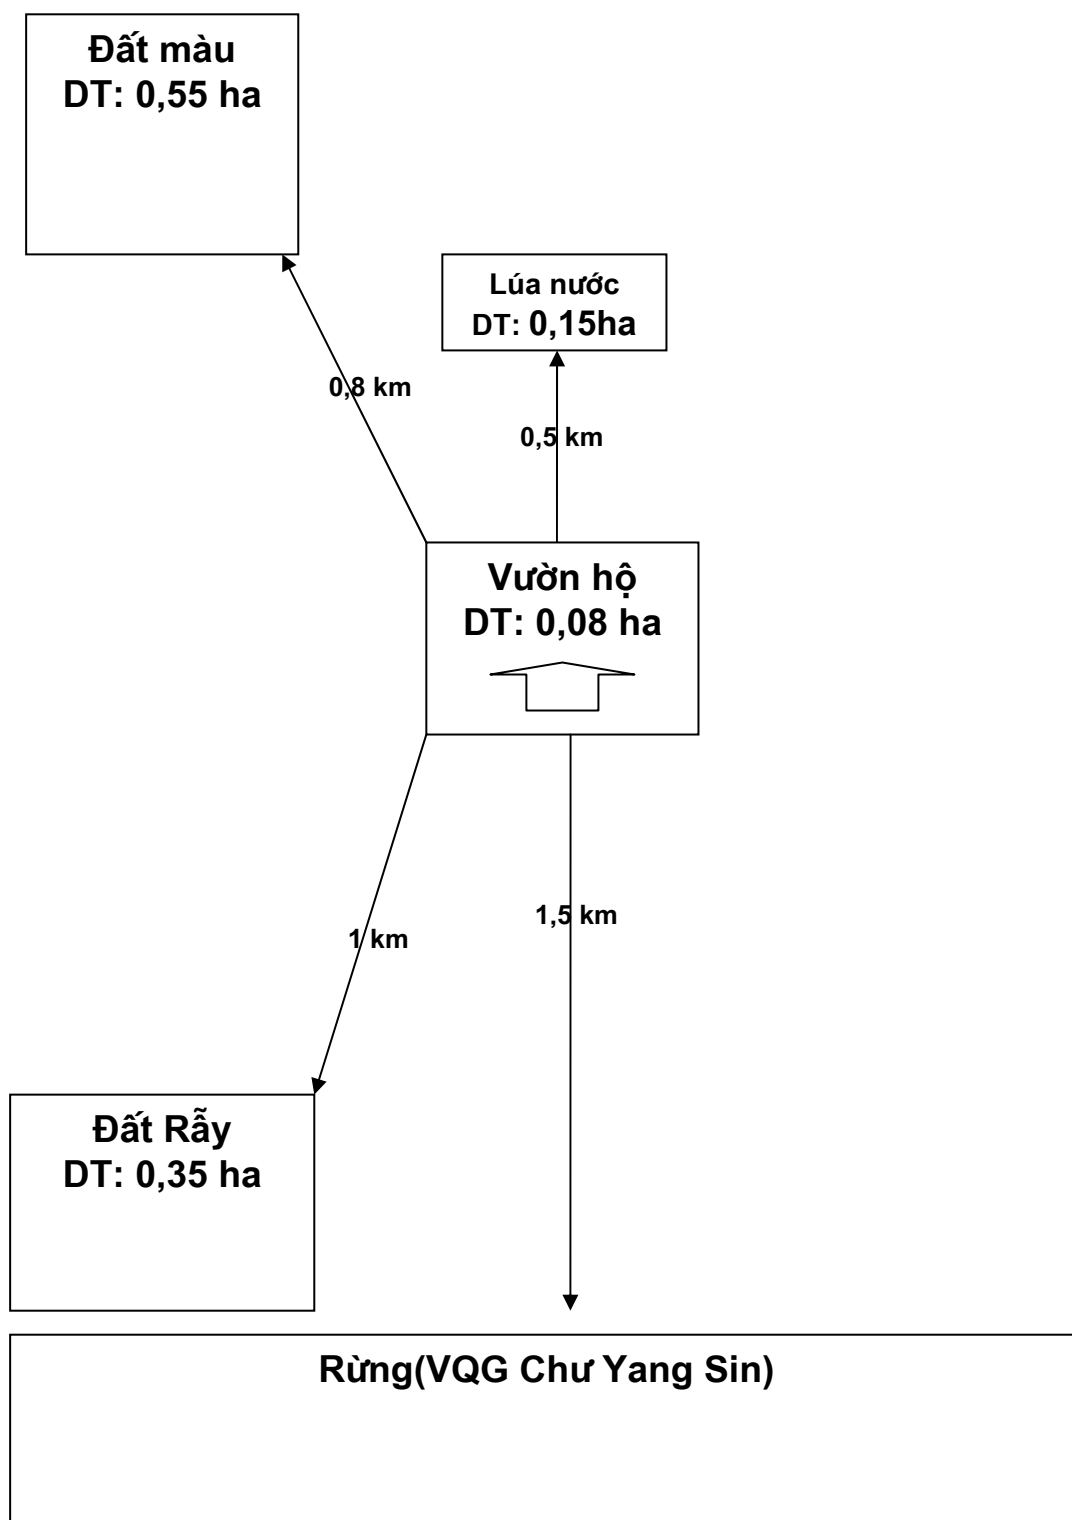 Đất màu
DT: 0,55 ha
Lúa nước
DT: 0,15ha
0,8 km
0,5 km
Vườn hộ
DT: 0,08 ha
1,5 km
1 km
Đất Rẫy
DT: 0,35 ha
Rừng(VQG Chư Yang Sin)